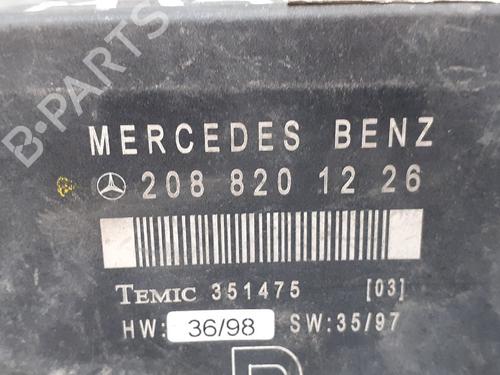 MERCEDES BENZ
208 820 12 26
TEMIC 351475 [03]
HW: 36/98 SW:35/97
B-PARTS